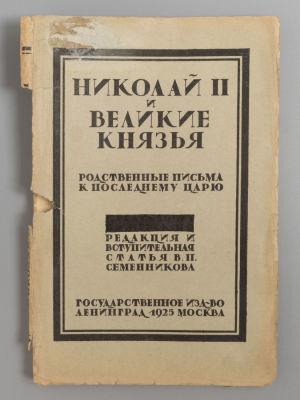 НИКОЛАЙ II
И
ВЕЛИКИЕ
КНЯЗЬЯ
РОДСТВЕННЫЕ ПИСЬМА
К ПОСЛЕДНЕМУ ЦАРЮ
РЕДАКЦИЯ И
ВСТУПИТЕЛЬНАЯ
СТАТЬЯ В. П.
СЕМЕННИКОВА
ГОСУДАРСТВЕННОЕ ИЗД-ВО
ЛЕНИНГРАД-1925 МОСКВА